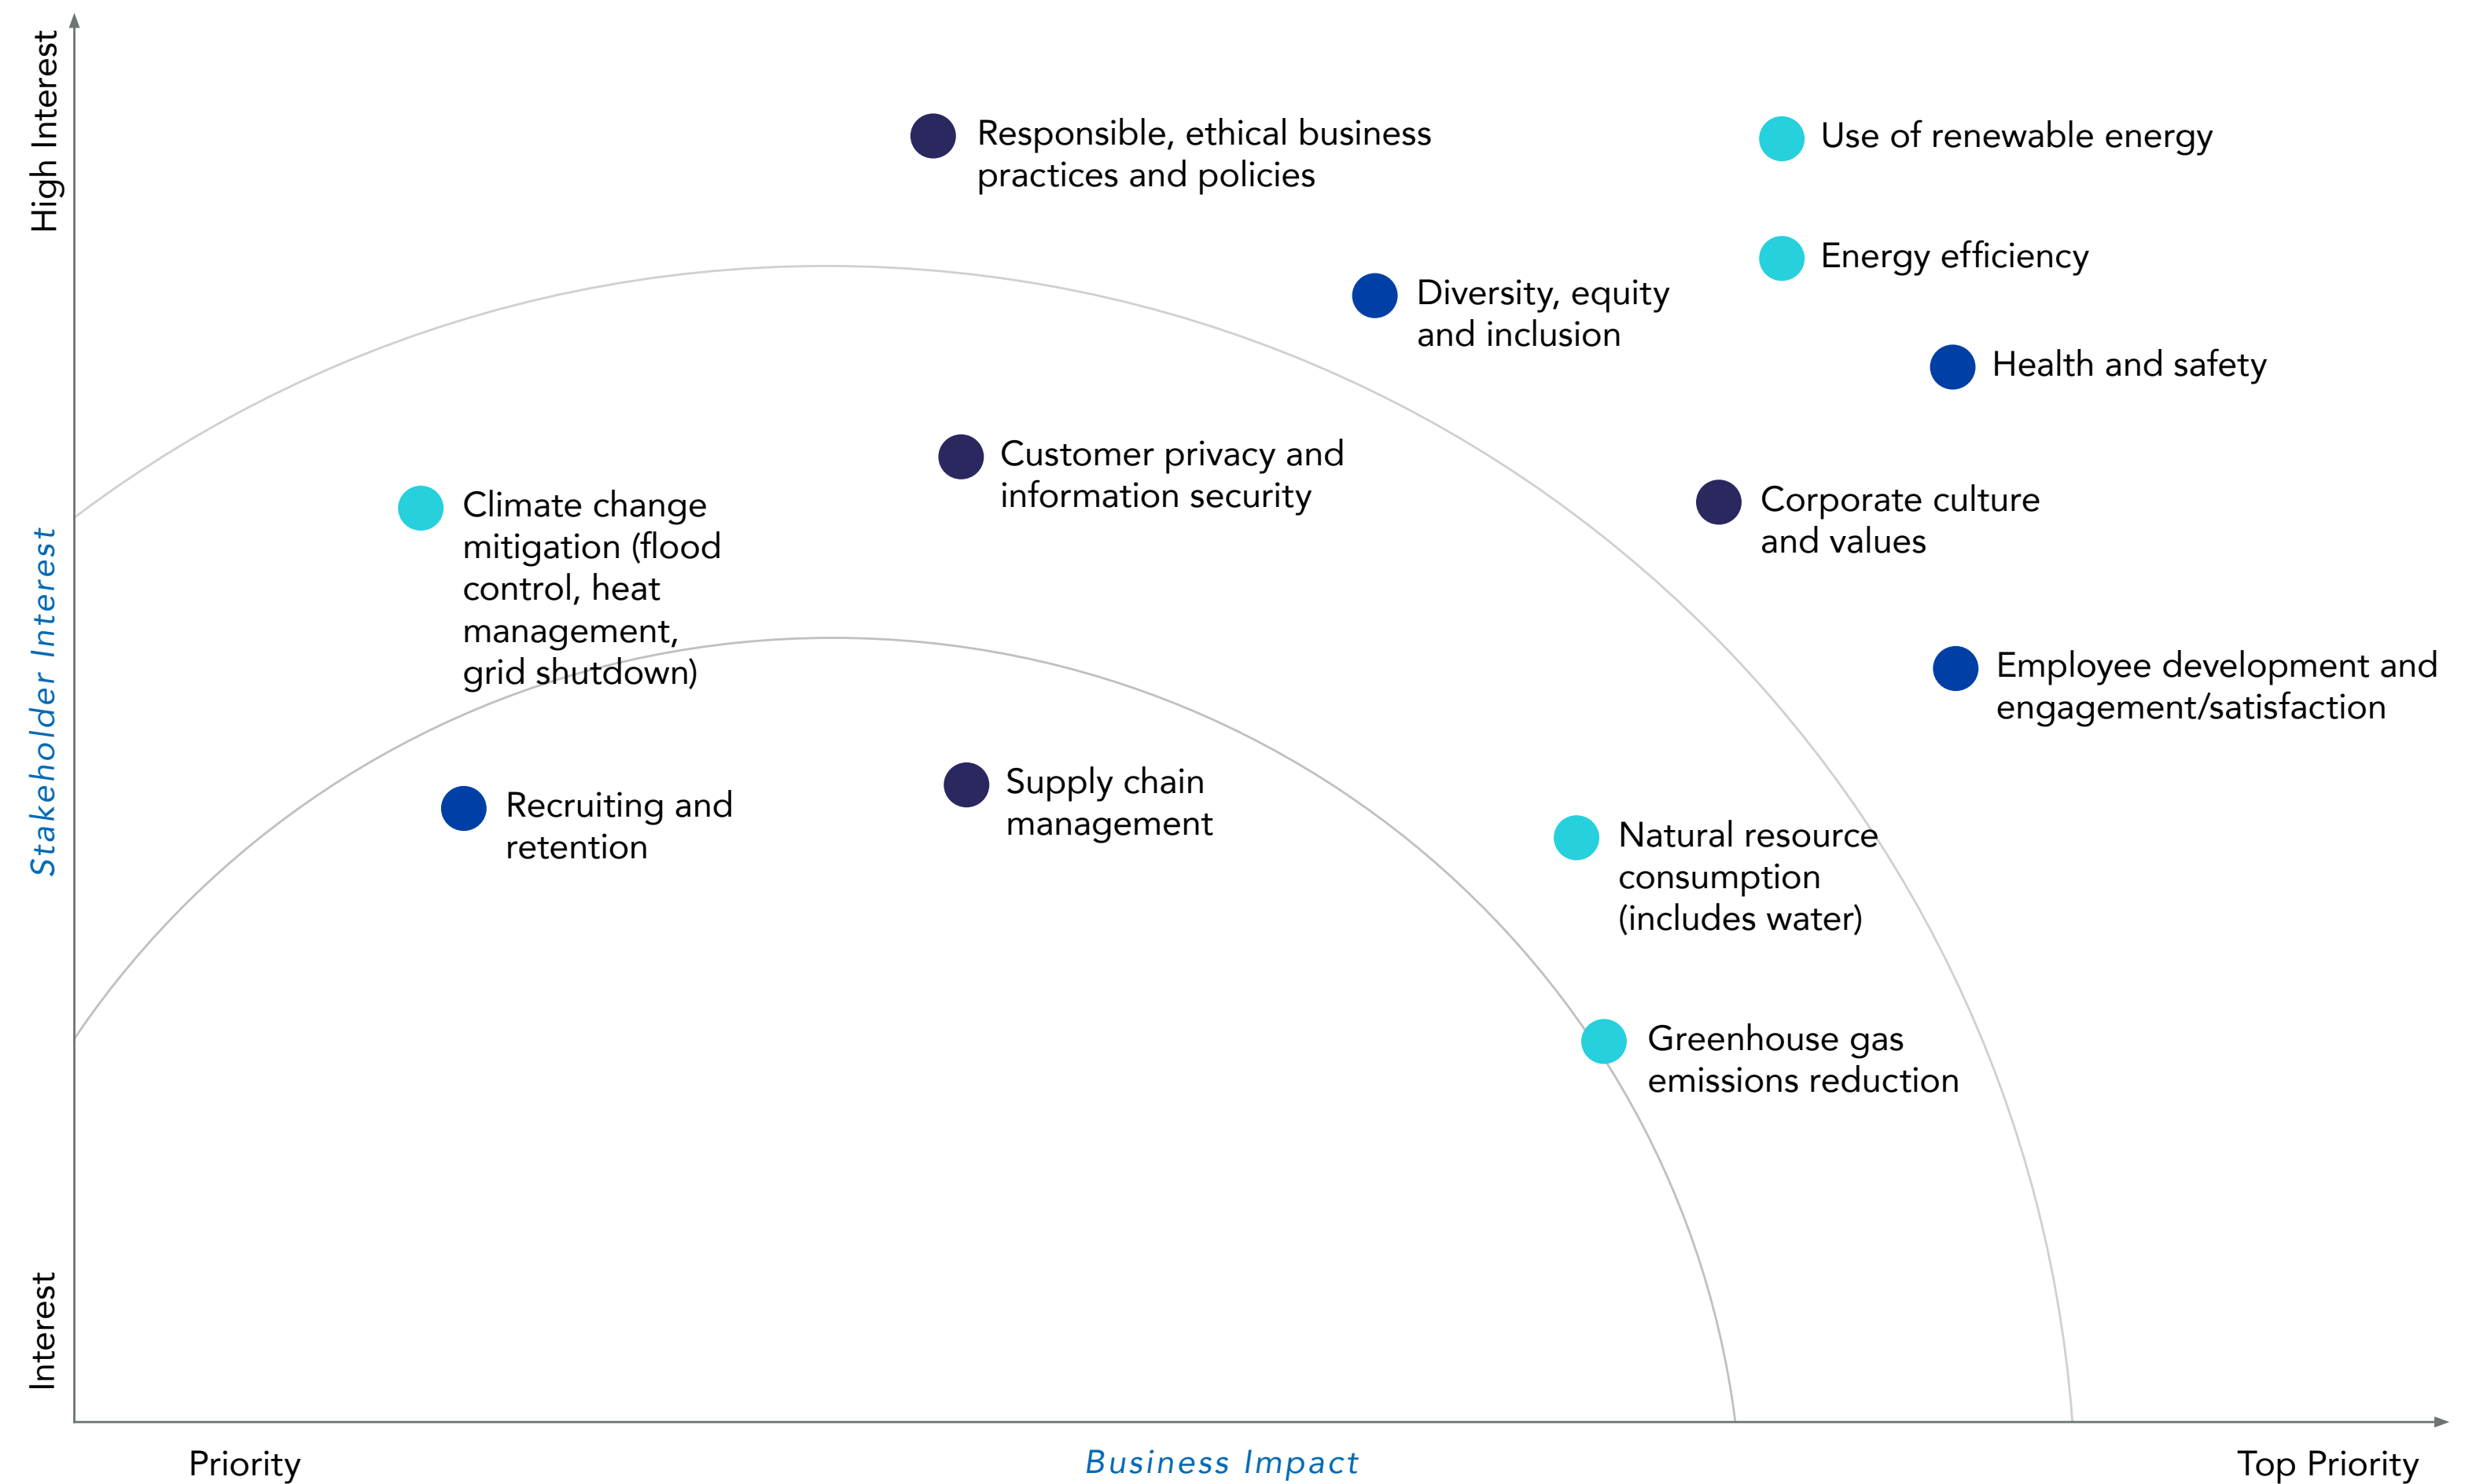 High Interest
Stakeholder Interest
Interest
Responsible, ethical business
practices and policies
Use of renewable energy
Energy efficiency
Diversity, equity
and inclusion
Health and safety
Customer privacy and
information security
Climate change
mitigation (flood
control, heat
management,
grid shutdown)
Corporate culture
and values
Employee development and
engagement/satisfaction
Recruiting and
retention
Supply chain
management
Natural resource
consumption
(includes water)
Greenhouse gas
emissions reduction
Priority
Business Impact
Top Priority